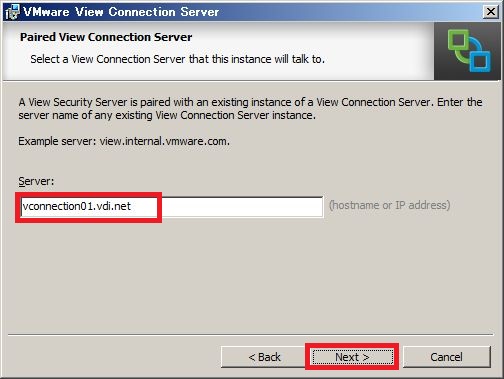 VMware View Connection Server
Paired View Connection Server
Select a View Connection Server that this instance will talk to.
A View Security Server is paired with an existing instance of a View Connection Server. Enter the
server name of any existing View Connection Server instance.
Example server: view.internal.vmware.com.
Server:
vconnection01.vdi.net
(hostname or IP address)
< Back
Next >
Cancel